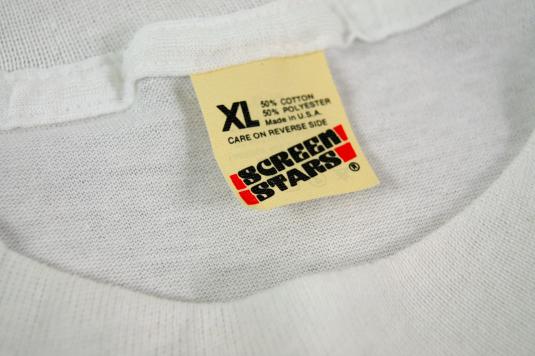 XL
50% COTTON
50% POLYESTER
Made in U.S.A.
CARE ON REVERSE SIDE
SCREEN
STARS®